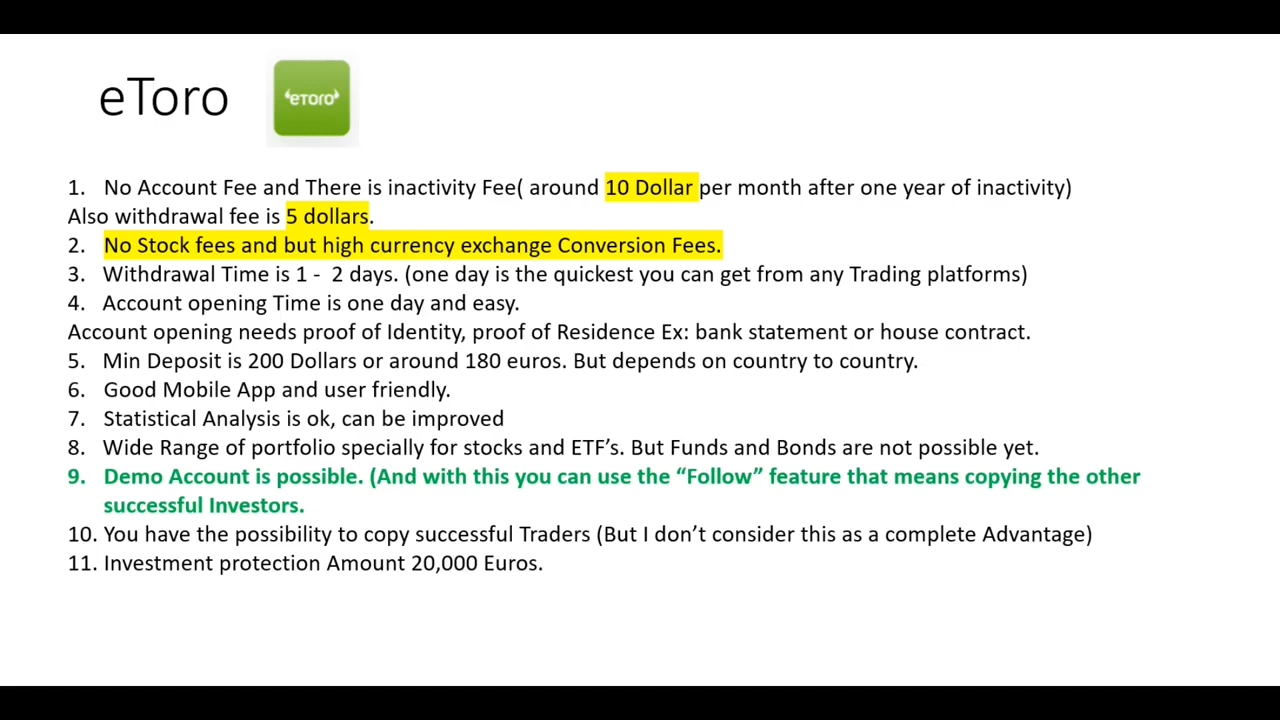 eToro
eToro
1. No Account Fee and There is inactivity Fee( around 10 Dollar per month after one year of inactivity)
Also withdrawal fee is 5 dollars.
2. No Stock fees and but high currency exchange Conversion Fees.
3. Withdrawal Time is 1 - 2 days. (one day is the quickest you can get from any Trading platforms)
4. Account opening Time is one day and easy.
Account opening needs proof of Identity, proof of Residence Ex: bank statement or house contract.
5. Min Deposit is 200 Dollars or around 180 euros. But depends on country to country.
6. Good Mobile App and user friendly.
7. Statistical Analysis is ok, can be improved
8. Wide Range of portfolio specially for stocks and ETF’s. But Funds and Bonds are not possible yet.
9. Demo Account is possible. (And with this you can use the “Follow” feature that means copying the other
successful Investors.
10. You have the possibility to copy successful Traders (But I don’t consider this as a complete Advantage)
11. Investment protection Amount 20,000 Euros.